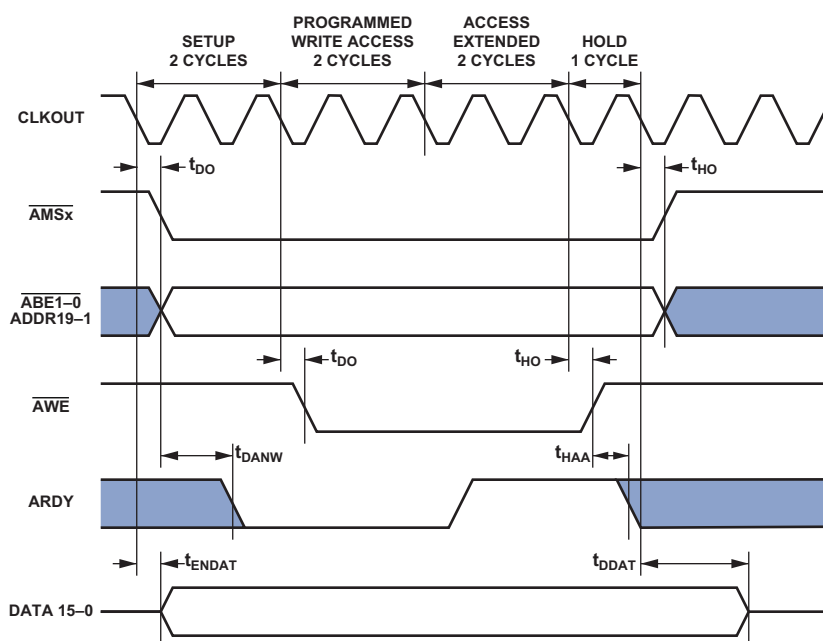 SETUP
2 CYCLES
PROGRAMMED
WRITE ACCESS
2 CYCLES
ACCESS
EXTENDED
2 CYCLES
HOLD
1 CYCLE
CLKOUT
tDO
tHO
AMSx
ABE1–0
ADDR19–1
tDO
tHO
AWE
tDANW
tHAA
ARDY
tENDAT
tDDAT
DATA 15–0